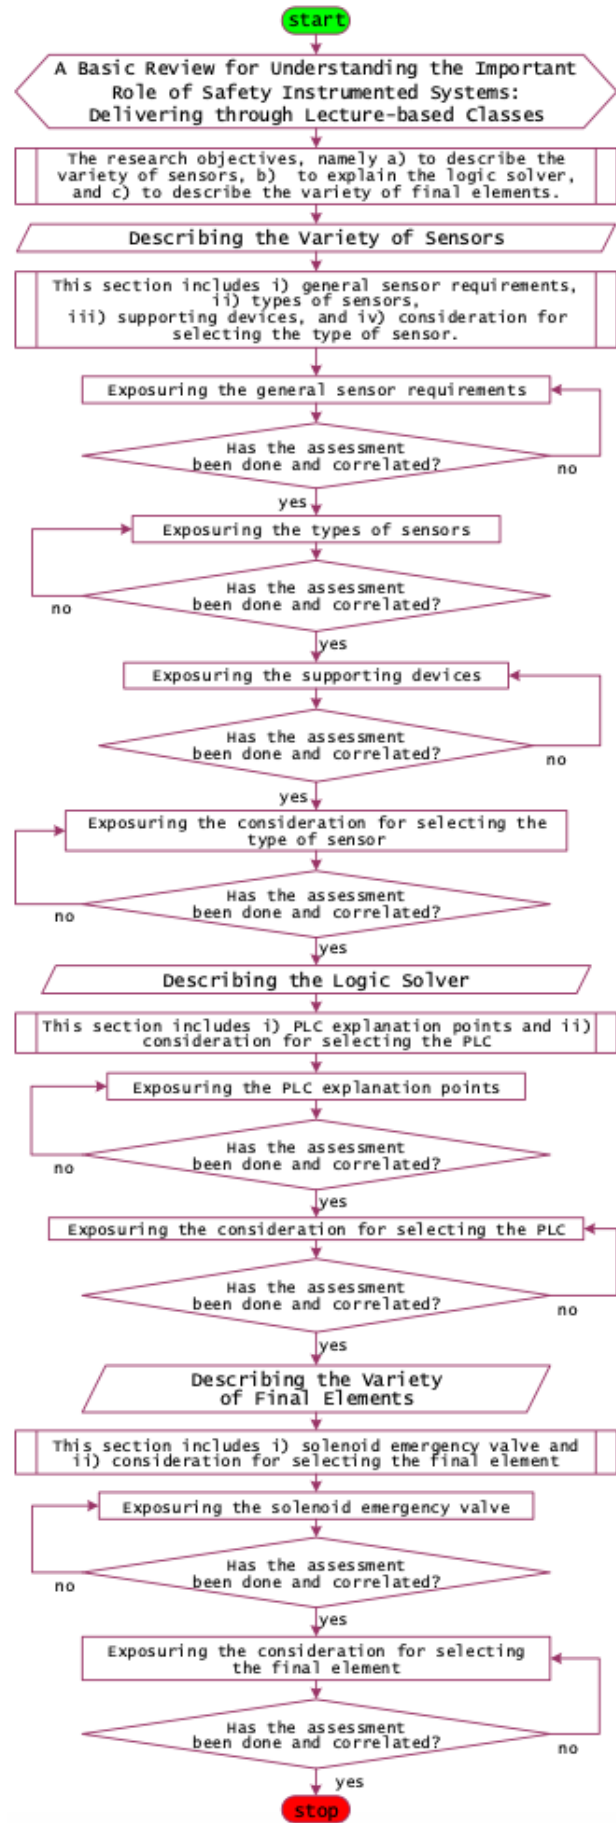 start
A Basic Review for Understanding the Important
Role of Safety Instrumented Systems:
Delivering through Lecture-based Classes
The research objectives, namely a) to describe the
variety of sensors, b) to explain the logic solver,
and c) to describe the variety of final elements.
Describing the Variety of Sensors
This section includes i) general sensor requirements,
ii) types of sensors,
iii) supporting devices, and iv) consideration for
selecting the type of sensor.
Exposuring the general sensor requirements
Has the assessment
been done and correlated?
no
yes
Exposuring the types of sensors
Has the assessment
been done and correlated?
no
yes
Exposuring the supporting devices
Has the assessment
been done and correlated?
no
yes
Exposuring the consideration for selecting the
type of sensor
Has the assessment
been done and correlated?
no
yes
Describing the Logic Solver
This section includes i) PLC explanation points and ii)
consideration for selecting the PLC
Exposuring the PLC explanation points
Has the assessment
been done and correlated?
no
yes
Exposuring the consideration for selecting the PLC
Has the assessment
been done and correlated?
no
yes
Describing the Variety
of Final Elements
This section includes i) solenoid emergency valve and
ii) consideration for selecting the final element
Exposuring the solenoid emergency valve
Has the assessment
been done and correlated?
no
yes
Exposuring the consideration for selecting
the final element
Has the assessment
been done and correlated?
no
yes
stop